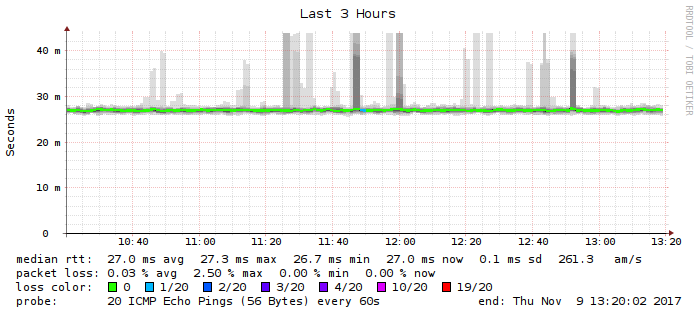 Last 3 Hours
RRDTOOL / TOBI OETIKER
Seconds
40 m
30 m
20 m
10 m
0
10:40 11:00 11:20 11:40 12:00 12:20 12:40 13:00 13:20
median rtt: 27.0 ms avg 27.3 ms max 26.7 ms min 27.0 ms now 0.1 ms sd 261.3 am/s
packet loss: 0.03 % avg 2.50 % max 0.00 % min 0.00 % now
loss color: 0 1/20 2/20 3/20 4/20 10/20 19/20
probe: 20 ICMP Echo Pings (56 Bytes) every 60s end: Thu Nov 9 13:20:02 2017